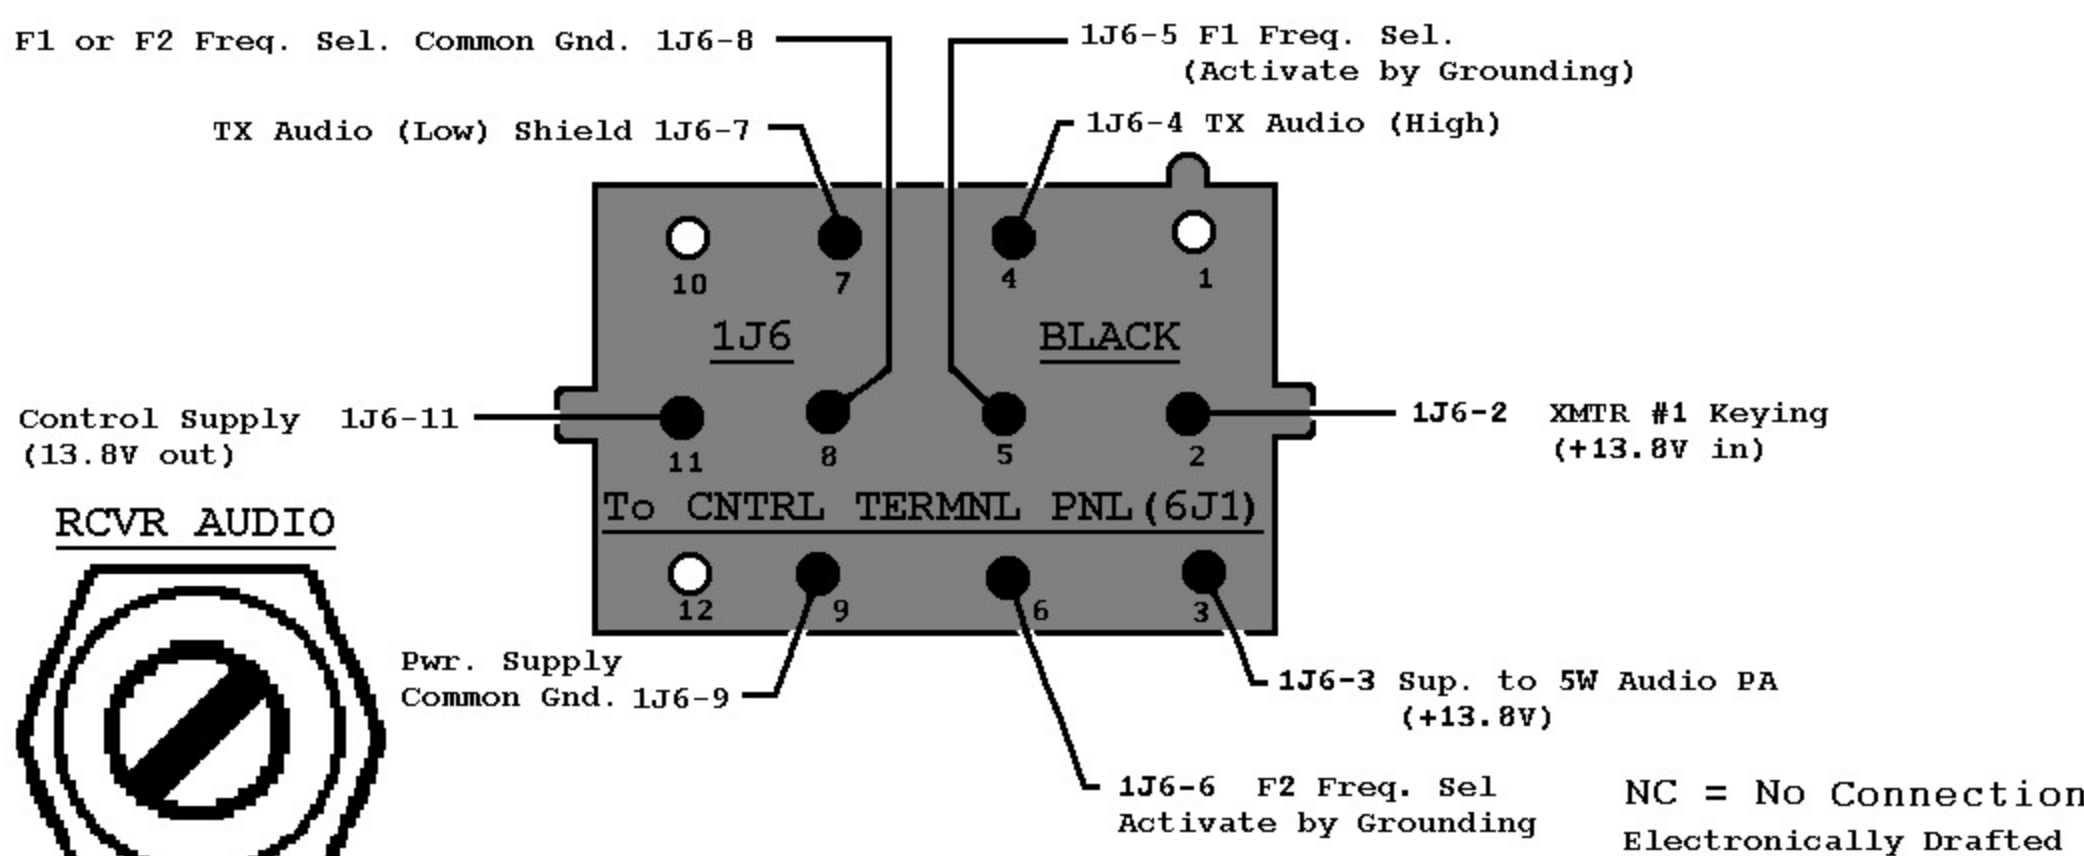 F1 or F2 Freq. Sel. Common Gnd. 1J6-8
1J6-5 F1 Freq. Sel.
(Activate by Grounding)
TX Audio (Low) Shield 1J6-7
1J6-4 TX Audio (High)
10
7
4
1
1J6
BLACK
Control Supply 1J6-11
(13.8V out)
1J6-2 XMTR #1 Keying
(+13.8V in)
11
8
5
2
To CNTRL TERMNL PNL(6J1)
RCVR AUDIO
12
9
6
3
Pwr. Supply
Common Gnd. 1J6-9
1J6-3 Sup. to 5W Audio PA
(+13.8V)
1J6-6 F2 Freq. Sel
Activate by Grounding
NC = No Connection
Electronically Drafted